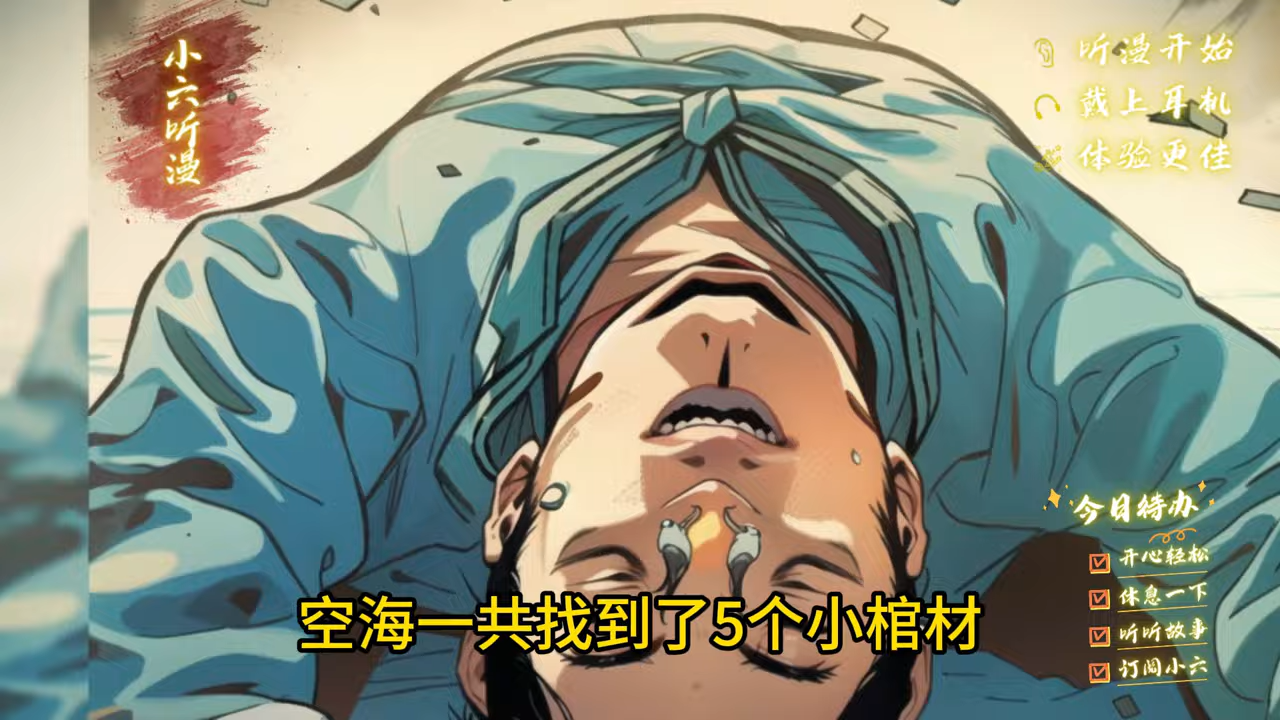 小六听漫
听漫开始
戴上耳机
体验更佳
今日待办
开心轻松
休息一下
听听故事
订阅小六
空海一共找到了5个小棺材